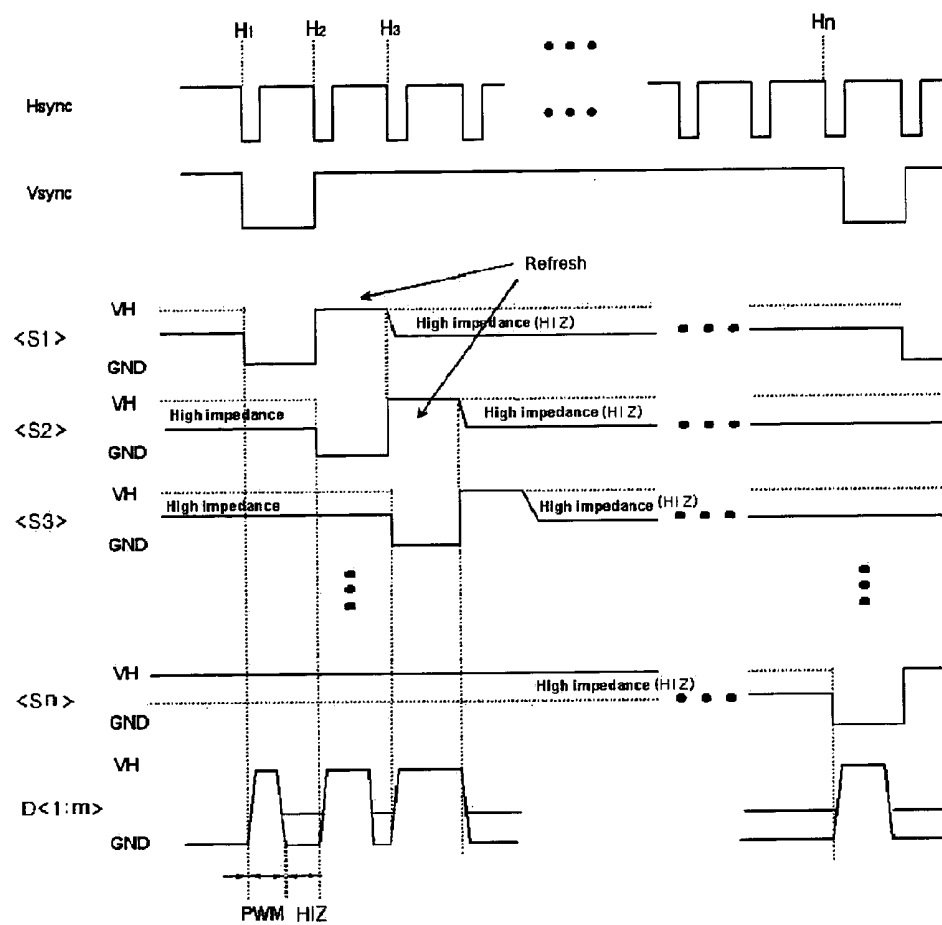 H1 H2 H3 Hn
Hsync
Vsync
Refresh
VH
<S1> High impedance (HIZ)
GND
VH
High impedance High impedance (HIZ)
<S2>
GND
VH
High impedance High impedance (HIZ)
<S3>
GND
VH
High impedance (HIZ)
<Sn>
GND
VH
D<1:m>
GND
PWM HIZ